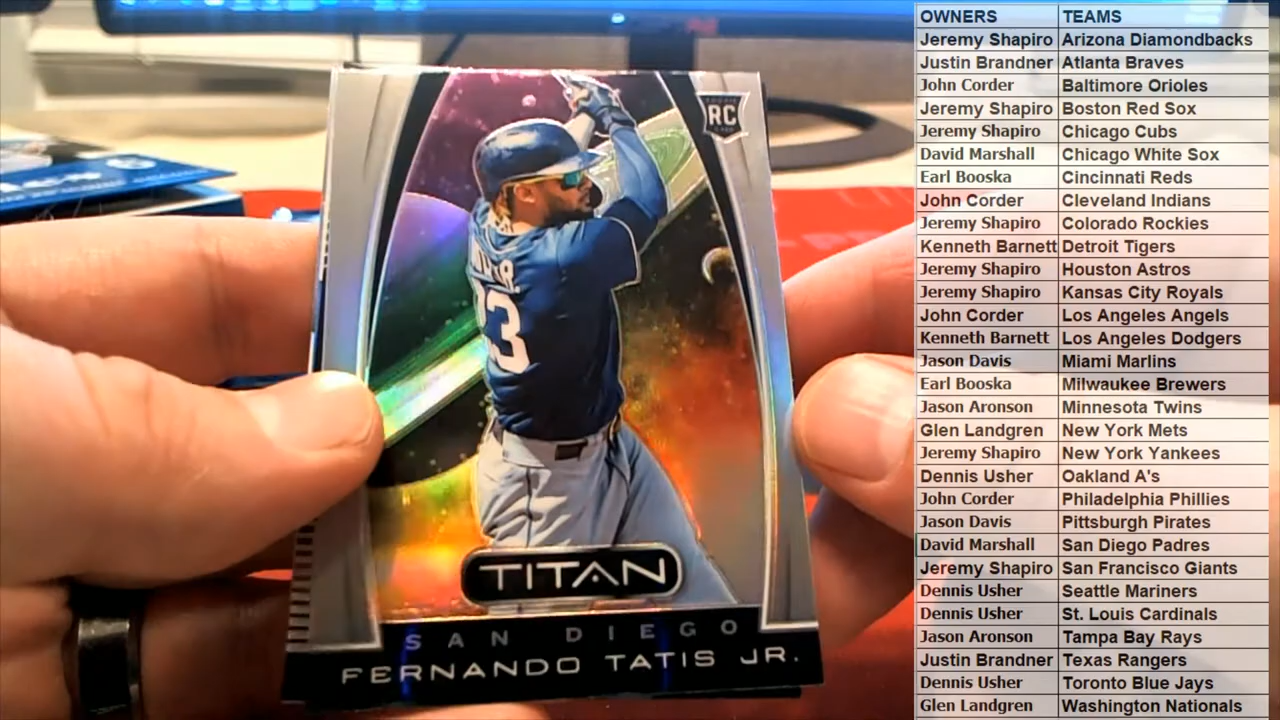 RC
23
TITAN
SAN DIEGO
FERNANDO TATIS JR.
OWNERS TEAMS
Jeremy Shapiro Arizona Diamondbacks
Justin Brandner Atlanta Braves
John Corder Baltimore Orioles
Jeremy Shapiro Boston Red Sox
Jeremy Shapiro Chicago Cubs
David Marshall Chicago White Sox
Earl Booska Cincinnati Reds
John Corder Cleveland Indians
Jeremy Shapiro Colorado Rockies
Kenneth Barnett Detroit Tigers
Jeremy Shapiro Houston Astros
Jeremy Shapiro Kansas City Royals
John Corder Los Angeles Angels
Kenneth Barnett Los Angeles Dodgers
Jason Davis Miami Marlins
Earl Booska Milwaukee Brewers
Jason Aronson Minnesota Twins
Glen Landgren New York Mets
Jeremy Shapiro New York Yankees
Dennis Usher Oakland A's
John Corder Philadelphia Phillies
Jason Davis Pittsburgh Pirates
David Marshall San Diego Padres
Jeremy Shapiro San Francisco Giants
Dennis Usher Seattle Mariners
Dennis Usher St. Louis Cardinals
Jason Aronson Tampa Bay Rays
Justin Brandner Texas Rangers
Dennis Usher Toronto Blue Jays
Glen Landgren Washington Nationals